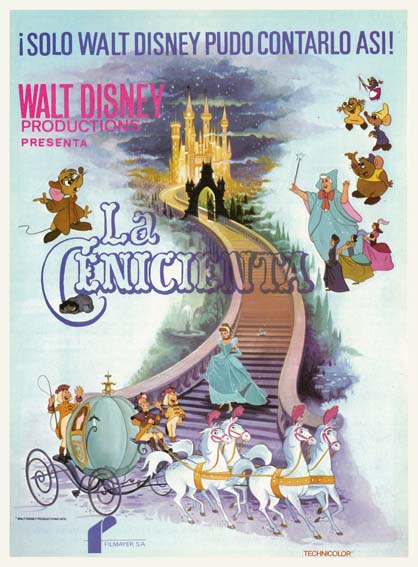 ¡SOLO WALT DISNEY PUDO CONTARLO ASI!
WALT DISNEY
PRODUCTIONS
PRESENTA
La
CENICIENTA
FILMAYER S.A.
TECHNICOLOR